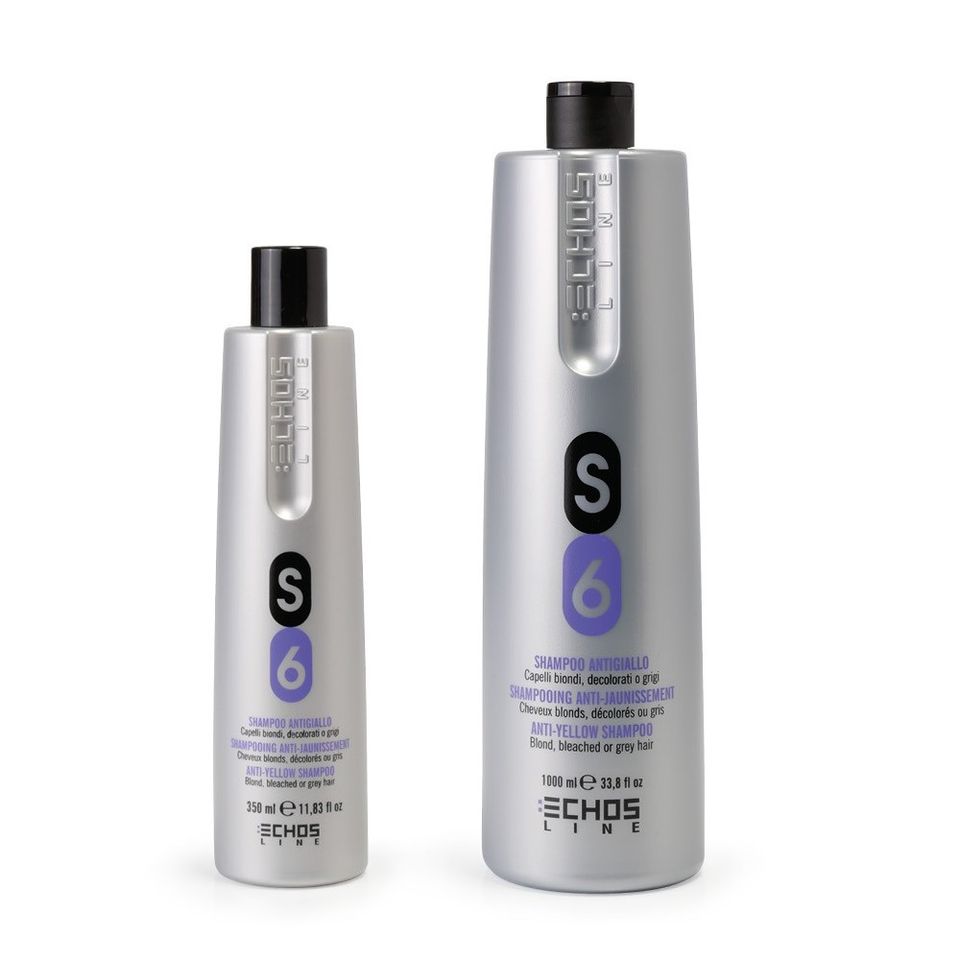 :ECHOS
LINE
S
6
SHAMPOO ANTIGIALLO
Capelli biondi, decolorati o grigi
SHAMPOOING ANTI-JAUNISSEMENT
Cheveux blonds, décolorés ou gris
ANTI-YELLOW SHAMPOO
Blond, bleached or grey hair
350 ml ℮ 11,83 fl oz
:ECHOS
LINE
:ECHOS
LINE
S
6
SHAMPOO ANTIGIALLO
Capelli biondi, decolorati o grigi
SHAMPOOING ANTI-JAUNISSEMENT
Cheveux blonds, décolorés ou gris
ANTI-YELLOW SHAMPOO
Blond, bleached or grey hair
1000 ml ℮ 33,8 fl oz
:ECHOS
LINE